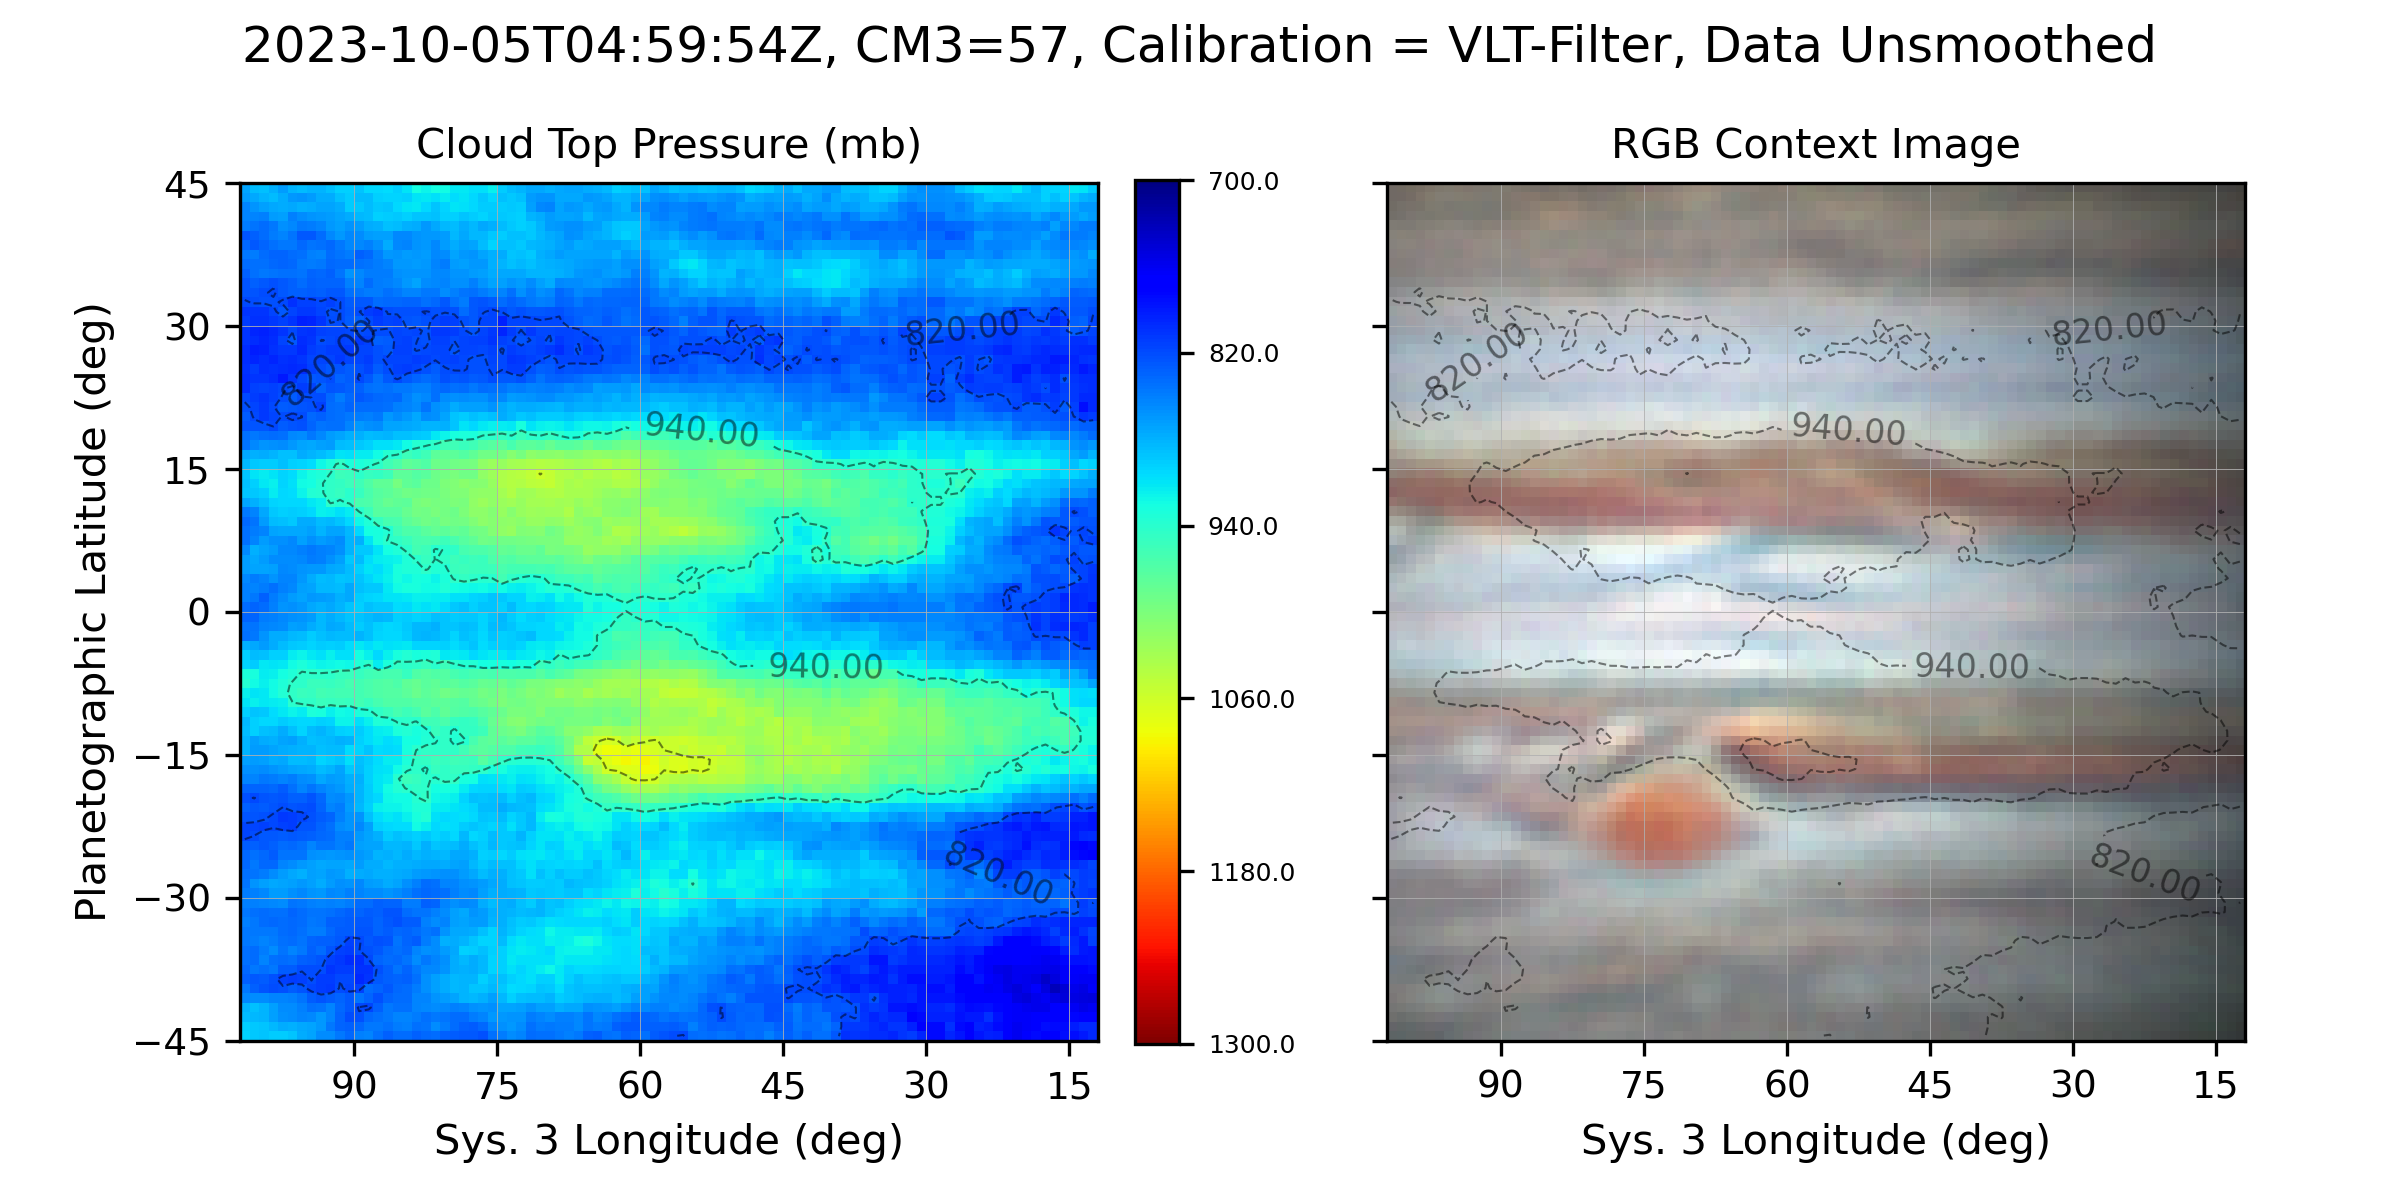 2023-10-05T04:59:54Z, CM3=57, Calibration = VLT-Filter, Data Unsmoothed
Cloud Top Pressure (mb)
Planetographic Latitude (deg)
45
30
15
0
−15
−30
−45
820.00
820.00
940.00
940.00
820.00
90 75 60 45 30 15
Sys. 3 Longitude (deg)
700.0
820.0
940.0
1060.0
1180.0
1300.0
RGB Context Image
820.00
820.00
940.00
940.00
820.00
90 75 60 45 30 15
Sys. 3 Longitude (deg)